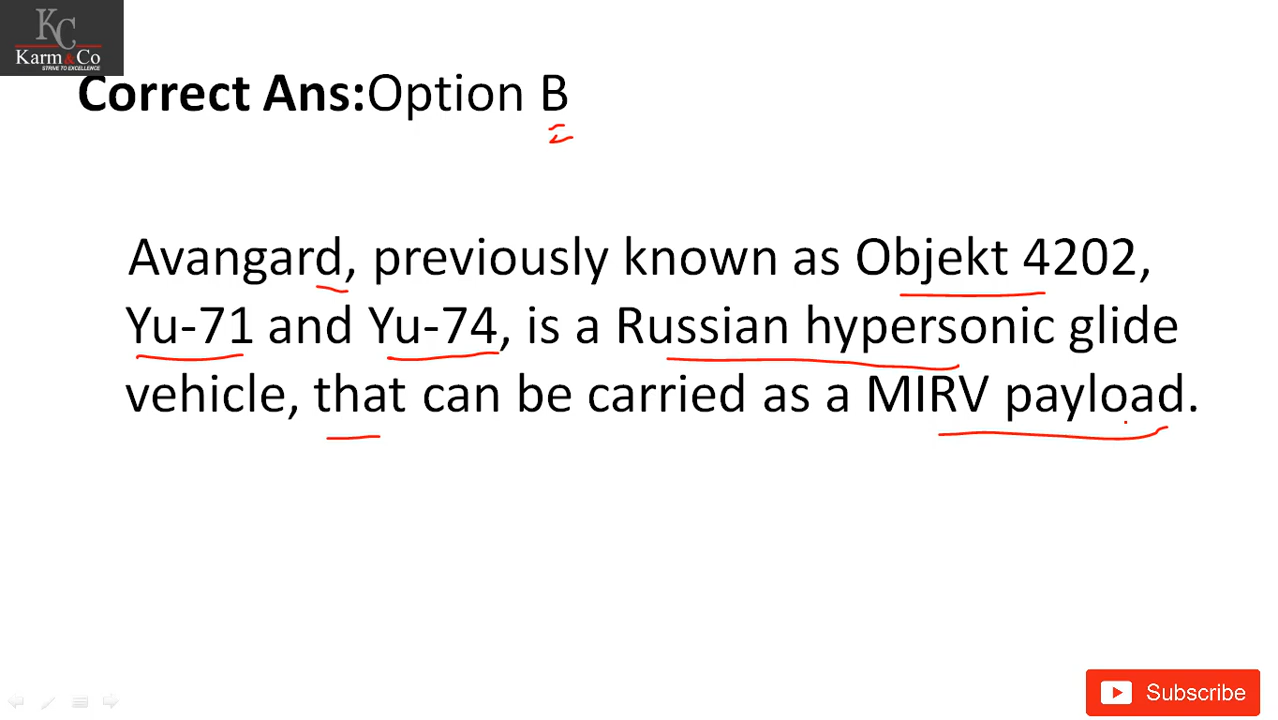 KC
Karm&Co
STRIVE TO EXCELLENCE
Correct Ans:Option B
Avangard, previously known as Objekt 4202,
Yu-71 and Yu-74, is a Russian hypersonic glide
vehicle, that can be carried as a MIRV payload.
Subscribe